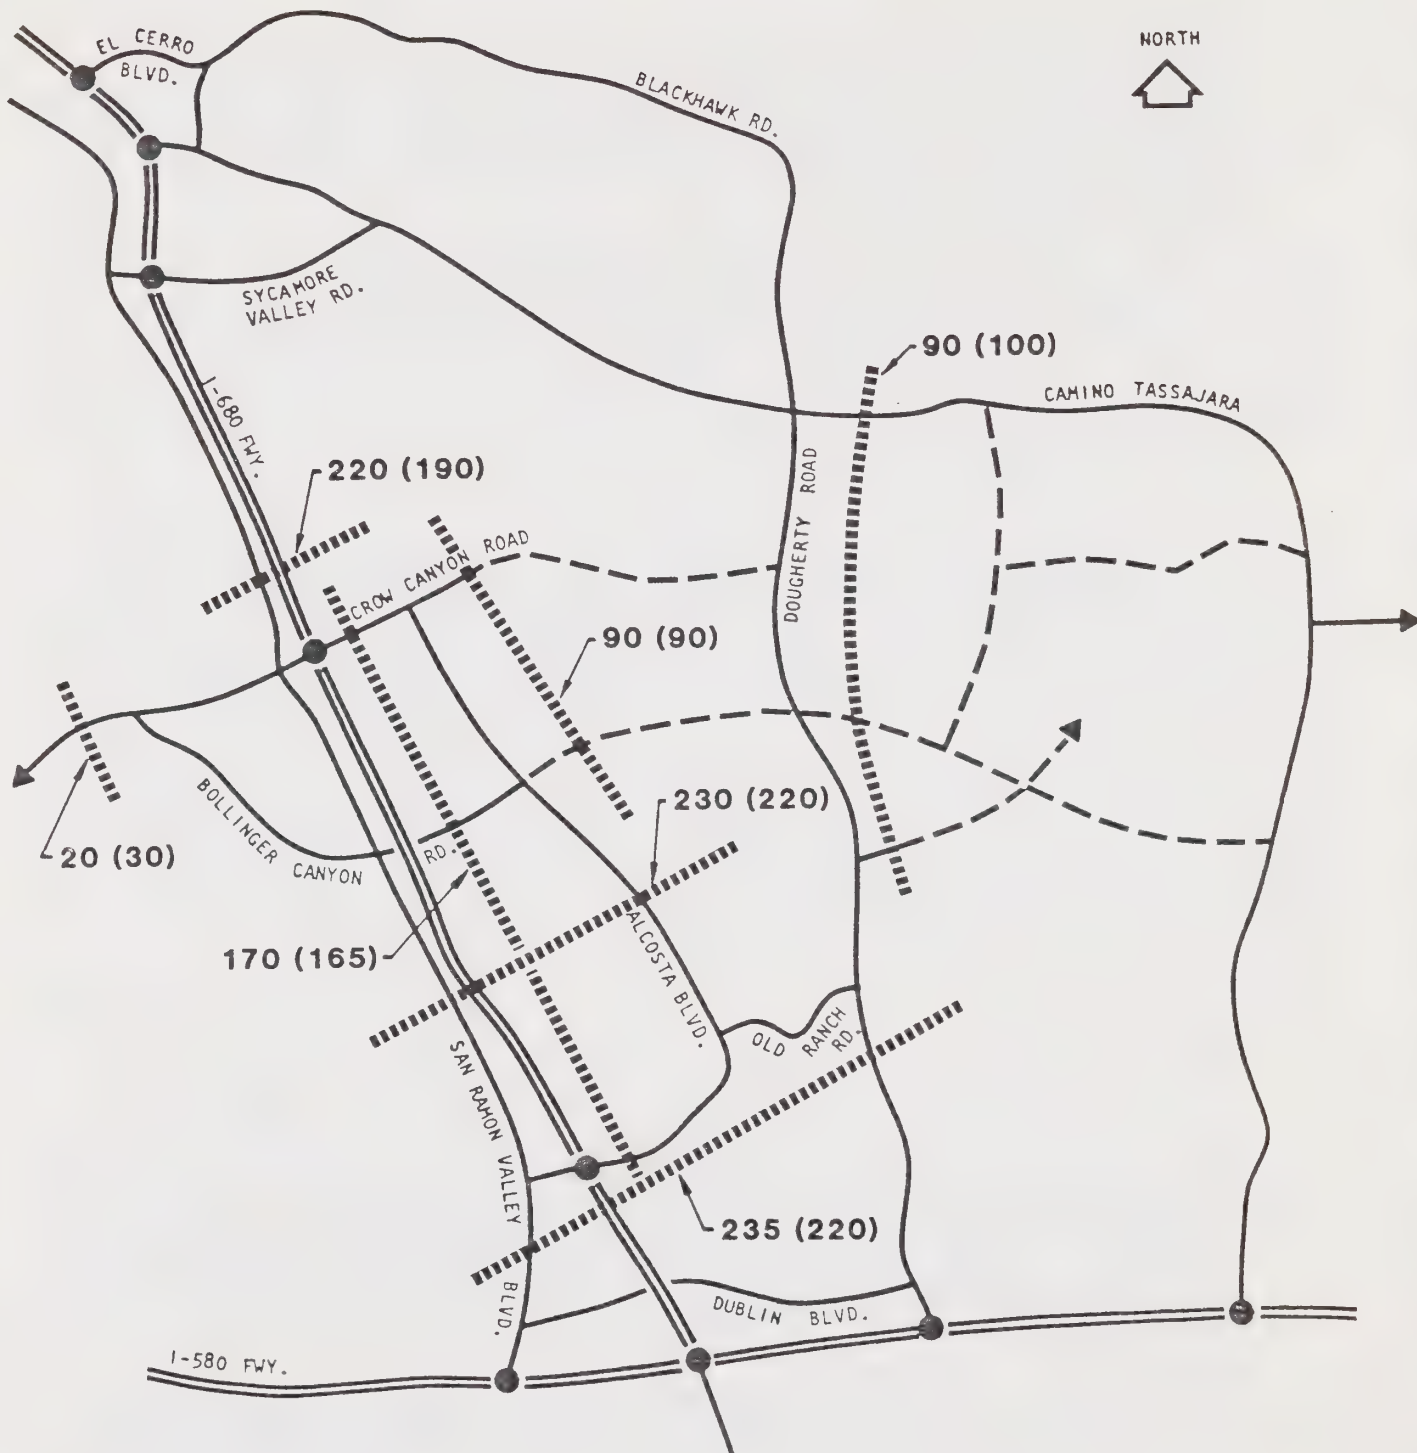 EL CERRO
BLVD.
NORTH
BLACKHAWK RD.
SYCAMORE
VALLEY RD.
90 (100)
CAMINO TASSAJARA
I-680 FWY.
220 (190)
DOUGHERTY ROAD
CROW CANYON ROAD
90 (90)
BOLLINGER CANYON RD.
230 (220)
20 (30)
170 (165)
ALCOSTA BLVD.
OLD RANCH
RD.
SAN RAMON VALLEY BLVD.
235 (220)
DUBLIN BLVD.
I-580 FWY.